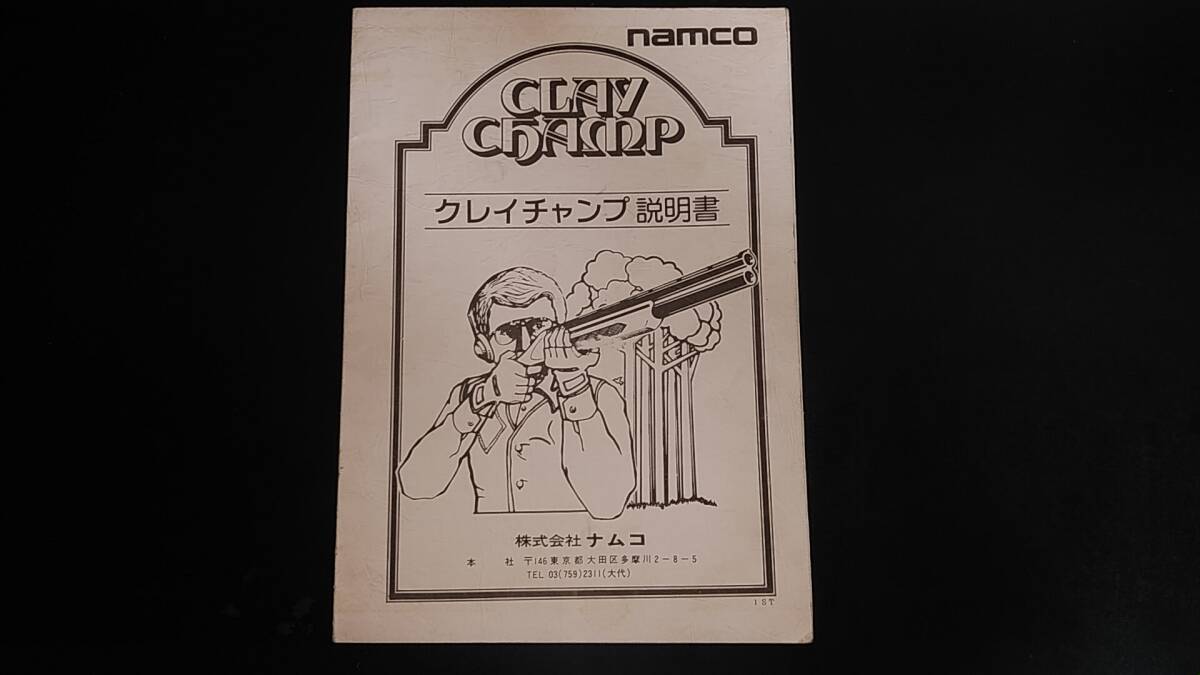 namco
CLAY
CHAMP
クレイチャンプ 説明書
株式会社 ナムコ
本 社 〒146 東京都大田区多摩川2-8-5
TEL 03(759)2311(大代)
1ST